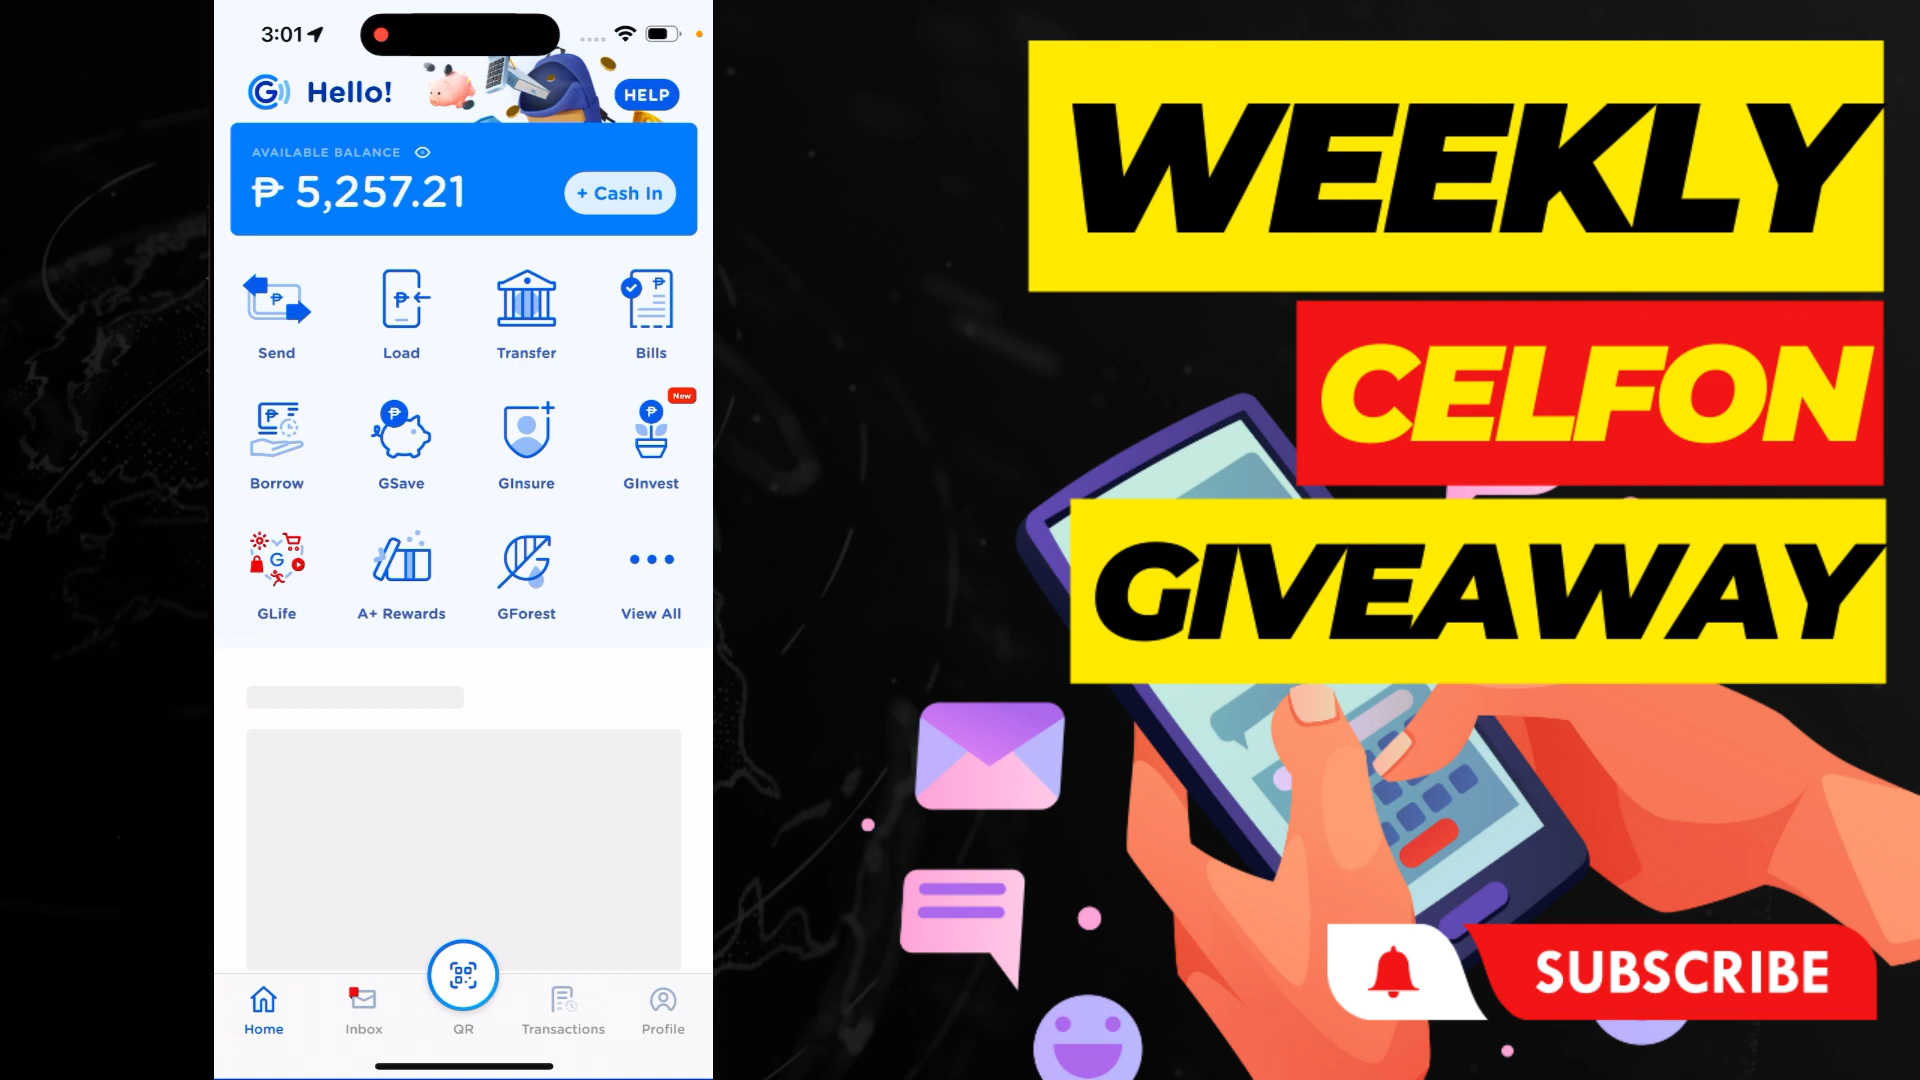 3:01
Hello!
HELP
AVAILABLE BALANCE
₱ 5,257.21
+ Cash In
Send
Load
Transfer
Bills
New
Borrow
GSave
GInsure
GInvest
GLife
A+ Rewards
GForest
View All
Home
Inbox
QR
Transactions
Profile
WEEKLY
CELFON
GIVEAWAY
SUBSCRIBE